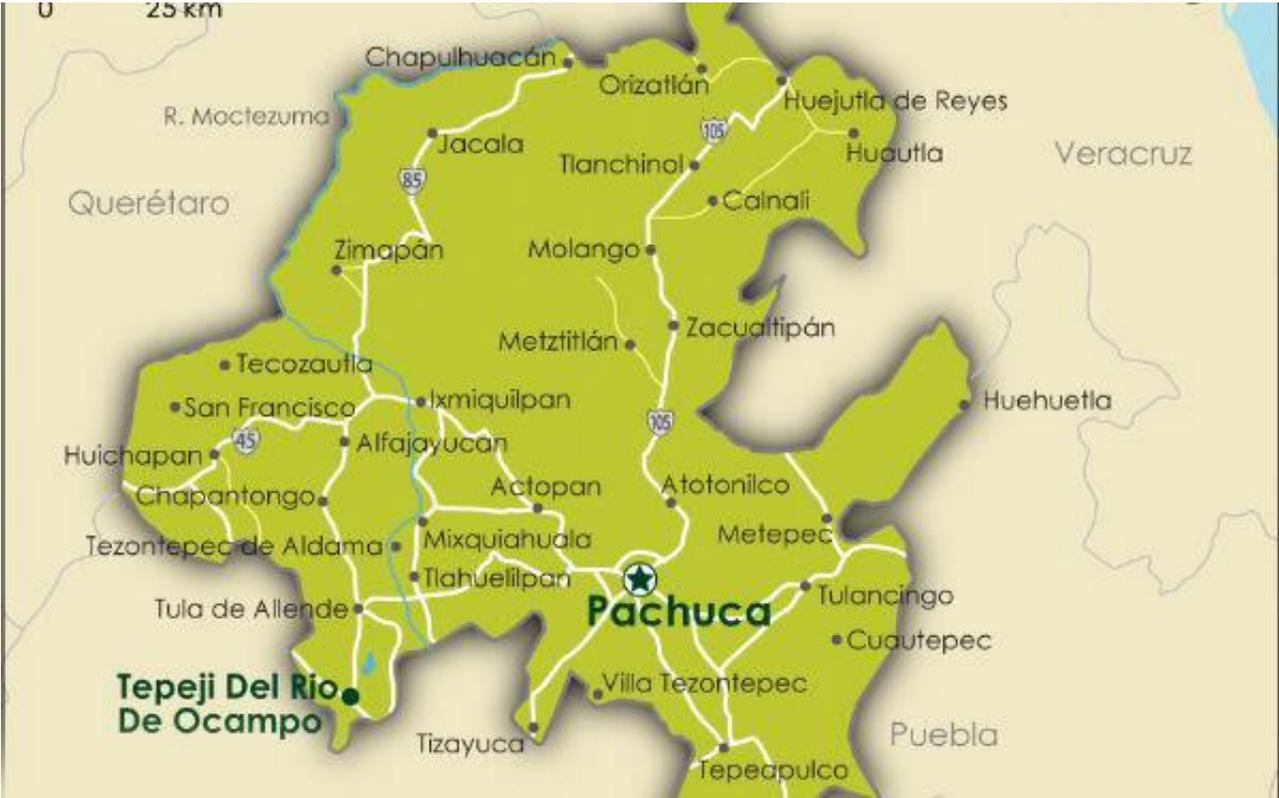 0 25 km
Chapulhuacán
Orizatlán
Huejutla de Reyes
R. Moctezuma
105
Jacala
Huautla
Veracruz
Tlanchinol
85
Querétaro
Calnali
Zimapán
Molango
Zacualtipán
Metztitlán
Tecozautla
Ixmiquilpan
Huehuetla
San Francisco
105
45
Alfajayucan
Huichapan
Actopan
Atotonilco
Chapantongo
Metepec
Mixquiahuala
Tezontepec de Aldama
Tlahuelilpan
Tulancingo
Tula de Allende
Pachuca
Cuautepec
Tepeji Del Rio
De Ocampo
Villa Tezontepec
Puebla
Tizayuca
Tepeapulco